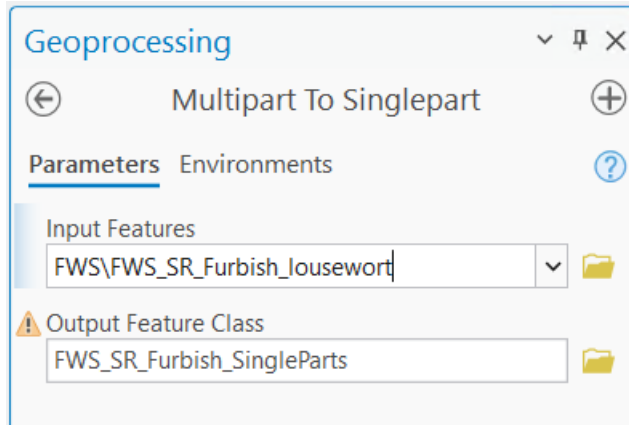 Geoprocessing
Multipart To Singlepart
Parameters Environments
Input Features
FWS\FWS_SR_Furbish_lousewort
Output Feature Class
FWS_SR_Furbish_SingleParts